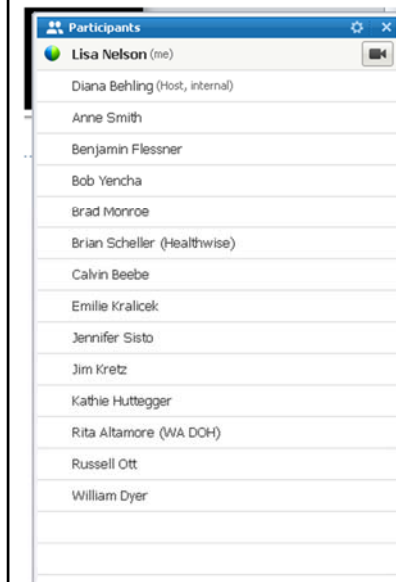 Participants
Lisa Nelson (me)
Diana Behling (Host, internal)
Anne Smith
Benjamin Flessner
Bob Yencha
Brad Monroe
Brian Scheller (Healthwise)
Calvin Beebe
Emilie Kralicek
Jennifer Sisto
Jim Kretz
Kathie Huttegger
Rita Altamore (WA DOH)
Russell Ott
William Dyer